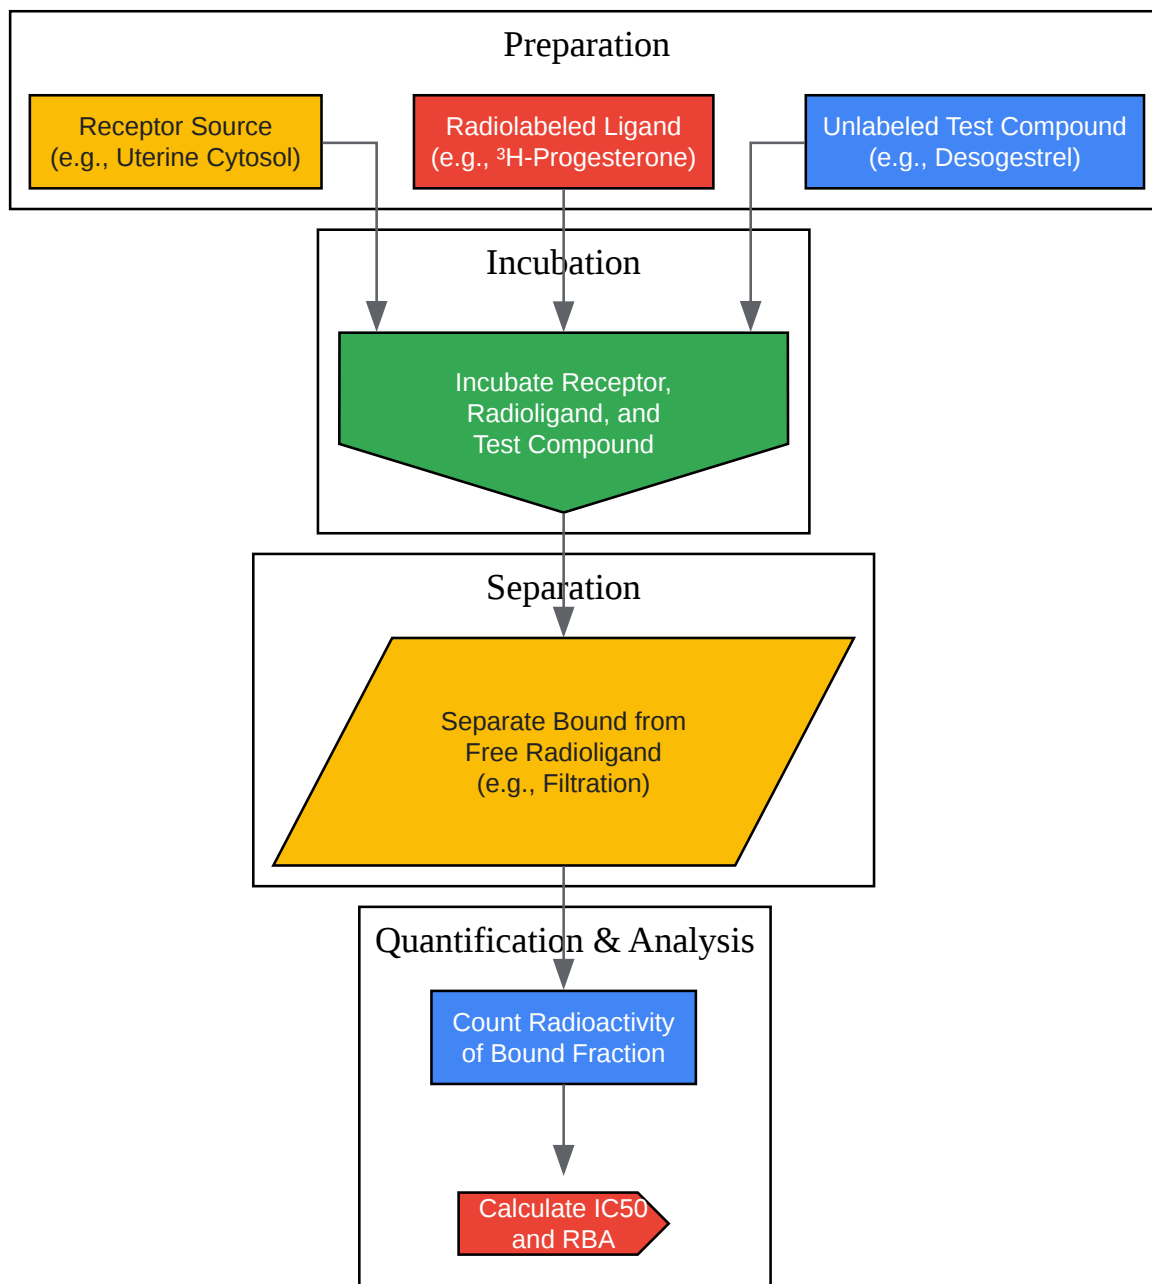 Preparation
Receptor Source
(e.g., Uterine Cytosol)
Radiolabeled Ligand
(e.g., ³H-Progesterone)
Unlabeled Test Compound
(e.g., Desogestrel)
Incubation
Incubate Receptor,
Radioligand, and
Test Compound
Separation
Separate Bound from
Free Radioligand
(e.g., Filtration)
Quantification & Analysis
Count Radioactivity
of Bound Fraction
Calculate IC50
and RBA